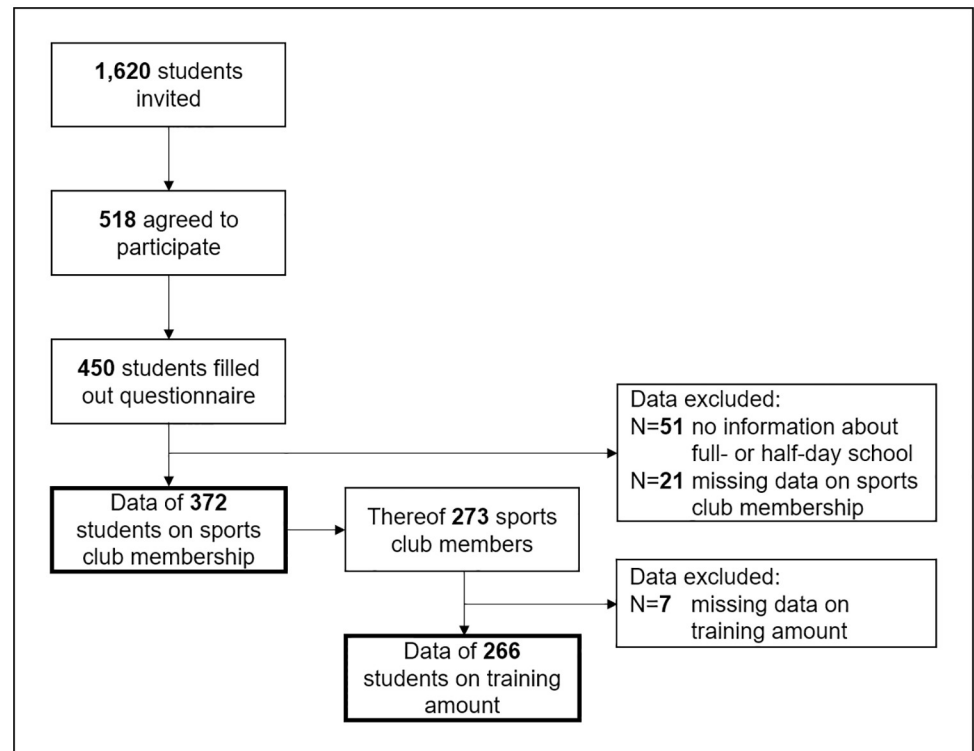 1,620 students
invited
518 agreed to
participate
450 students filled
out questionnaire
Data excluded:
N=51 no information about
full- or half-day school
N=21 missing data on sports
club membership
Data of 372
students on sports
club membership
Thereof 273 sports
club members
Data excluded:
N=7 missing data on
training amount
Data of 266
students on training
amount